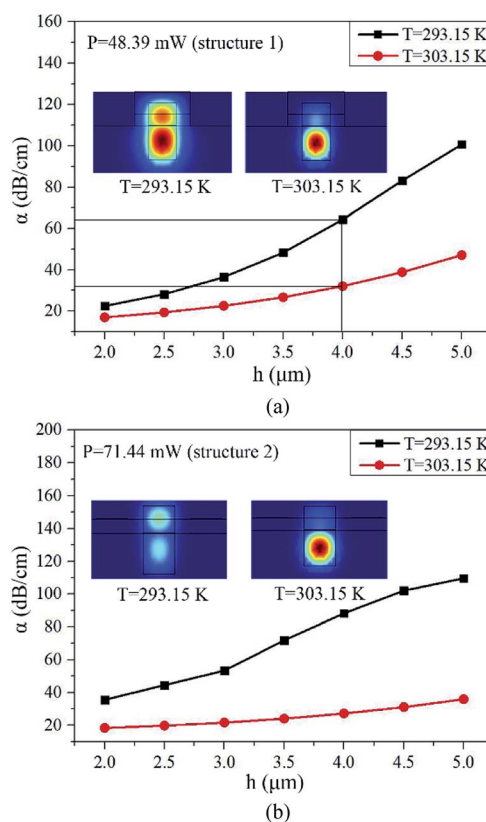 P=48.39 mW (structure 1)
T=293.15 K
T=303.15 K
160
140
120
100
80
60
40
20
α (dB/cm)
T=293.15 K
T=303.15 K
2.0 2.5 3.0 3.5 4.0 4.5 5.0
h (μm)
(a)
P=71.44 mW (structure 2)
T=293.15 K
T=303.15 K
200
180
160
140
120
100
80
60
40
20
α (dB/cm)
T=293.15 K
T=303.15 K
2.0 2.5 3.0 3.5 4.0 4.5 5.0
h (μm)
(b)